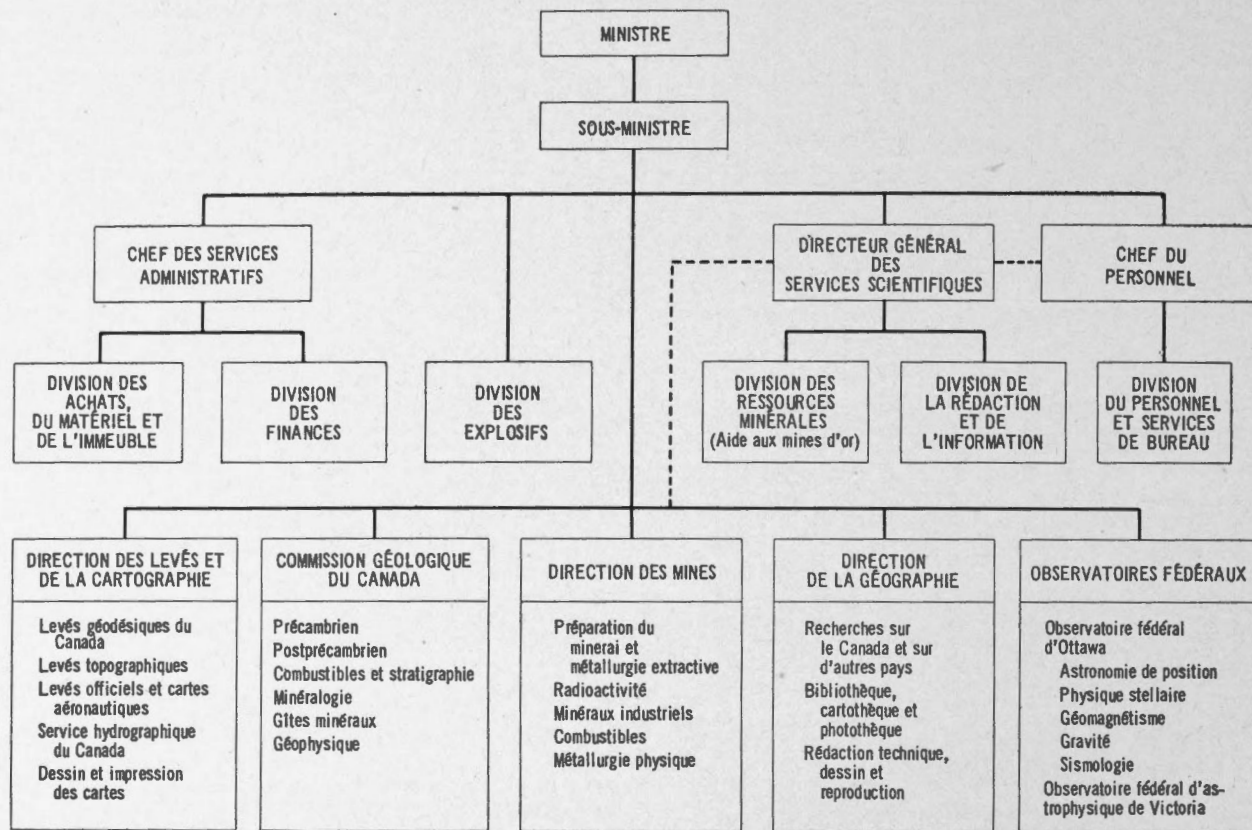 MINISTRE
SOUS-MINISTRE
CHEF DES SERVICES
ADMINISTRATIFS
DIRECTEUR GÉNÉRAL
DES
SERVICES SCIENTIFIQUES
CHEF DU
PERSONNEL
DIVISION DES
ACHATS,
DU MATÉRIEL ET
DE L'IMMEUBLE
DIVISION
DES
FINANCES
DIVISION
DES
EXPLOSIFS
DIVISION DES
RESSOURCES
MINÉRALES
(Aide aux mines d'or)
DIVISION DE
LA RÉDACTION
ET DE
L'INFORMATION
DIVISION
DU PERSONNEL
ET SERVICES
DE BUREAU
DIRECTION DES LEVÉS ET
DE LA CARTOGRAPHIE
Levés géodésiques du
Canada
Levés topographiques
Levés officiels et cartes
aéronautiques
Service hydrographique
du Canada
Dessin et impression
des cartes
COMMISSION GÉOLOGIQUE
DU CANADA
Précambrien
Postprécambrien
Combustibles et stratigraphie
Minéralogie
Gîtes minéraux
Géophysique
DIRECTION DES MINES
Préparation du
minerai et
métallurgie extractive
Radioactivité
Minéraux industriels
Combustibles
Métallurgie physique
DIRECTION
DE LA GÉOGRAPHIE
Recherches sur
le Canada et sur
d'autres pays
Bibliothèque,
cartothèque et
photothèque
Rédaction technique,
dessin et
reproduction
OBSERVATOIRES FÉDÉRAUX
Observatoire fédéral
d'Ottawa
Astronomie de position
Physique stellaire
Géomagnétisme
Gravité
Sismologie
Observatoire fédéral d'as-
trophysique de Victoria